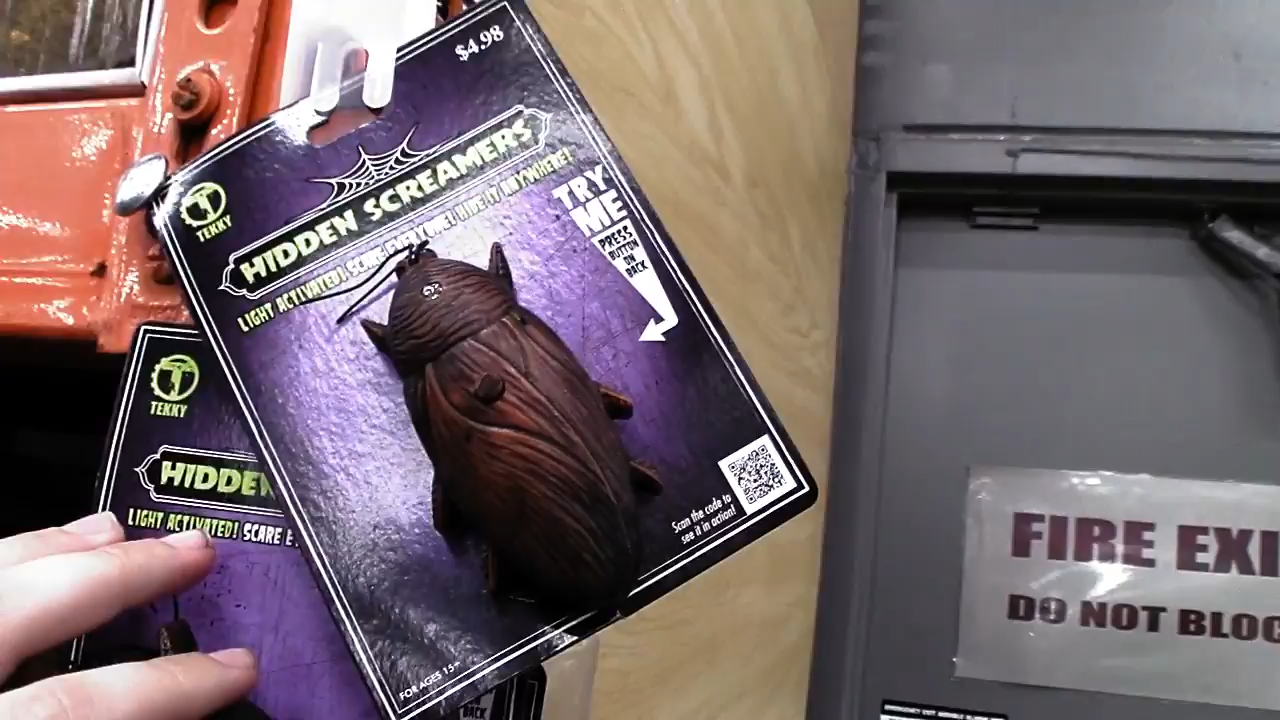 $4.98
TEKKY
HIDDEN SCREAMERS
LIGHT ACTIVATED! SCARE EVERYONE! HIDE IT ANYWHERE!
TRY
ME
PRESS
BUTTON
ON
BACK
Scan the code to
see it in action!
FOR AGES 15+
TEKKY
HIDDEN
LIGHT ACTIVATED! SCARE E
BACK
FIRE EXI
DO NOT BLOC